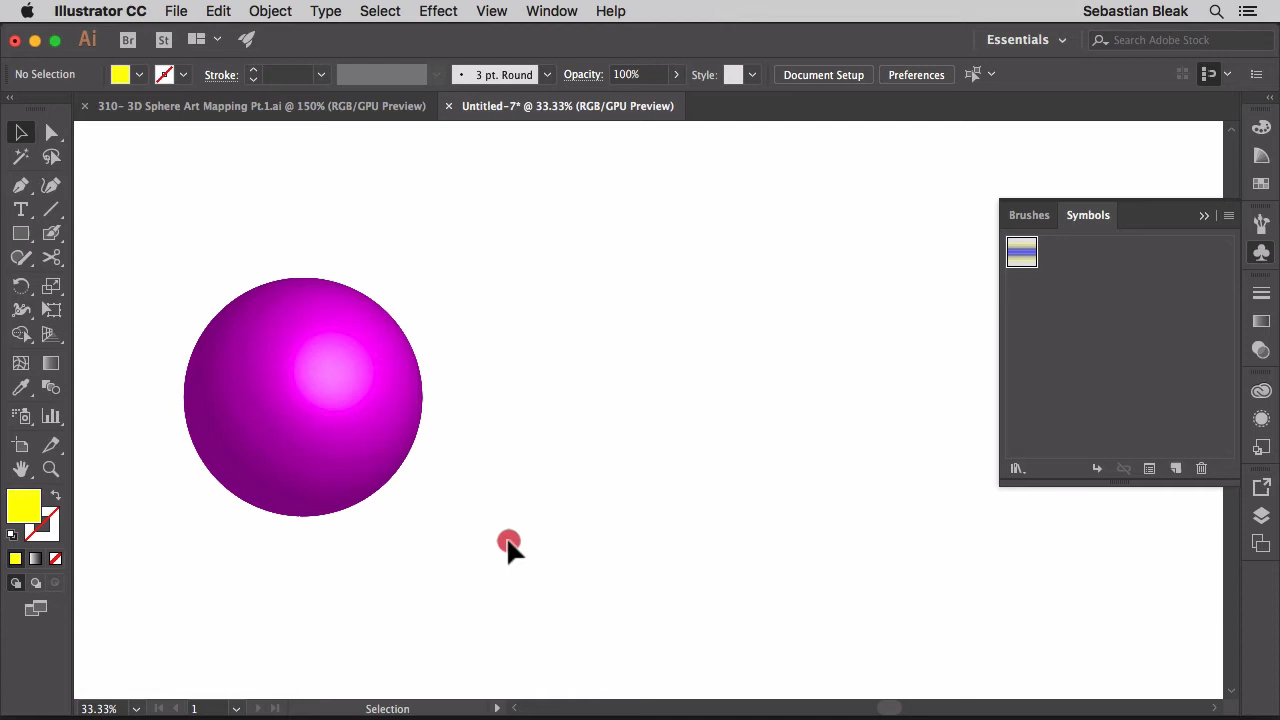 Illustrator CC File Edit Object Type Select Effect View Window Help Sebastian Bleak
Ai Br St Essentials Search Adobe Stock
No Selection Stroke: 3 pt. Round Opacity: 100% Style: Document Setup Preferences
310- 3D Sphere Art Mapping Pt.1.ai @ 150% (RGB/GPU Preview) Untitled-7* @ 33.33% (RGB/GPU Preview)
Brushes Symbols
33.33% 1 Selection